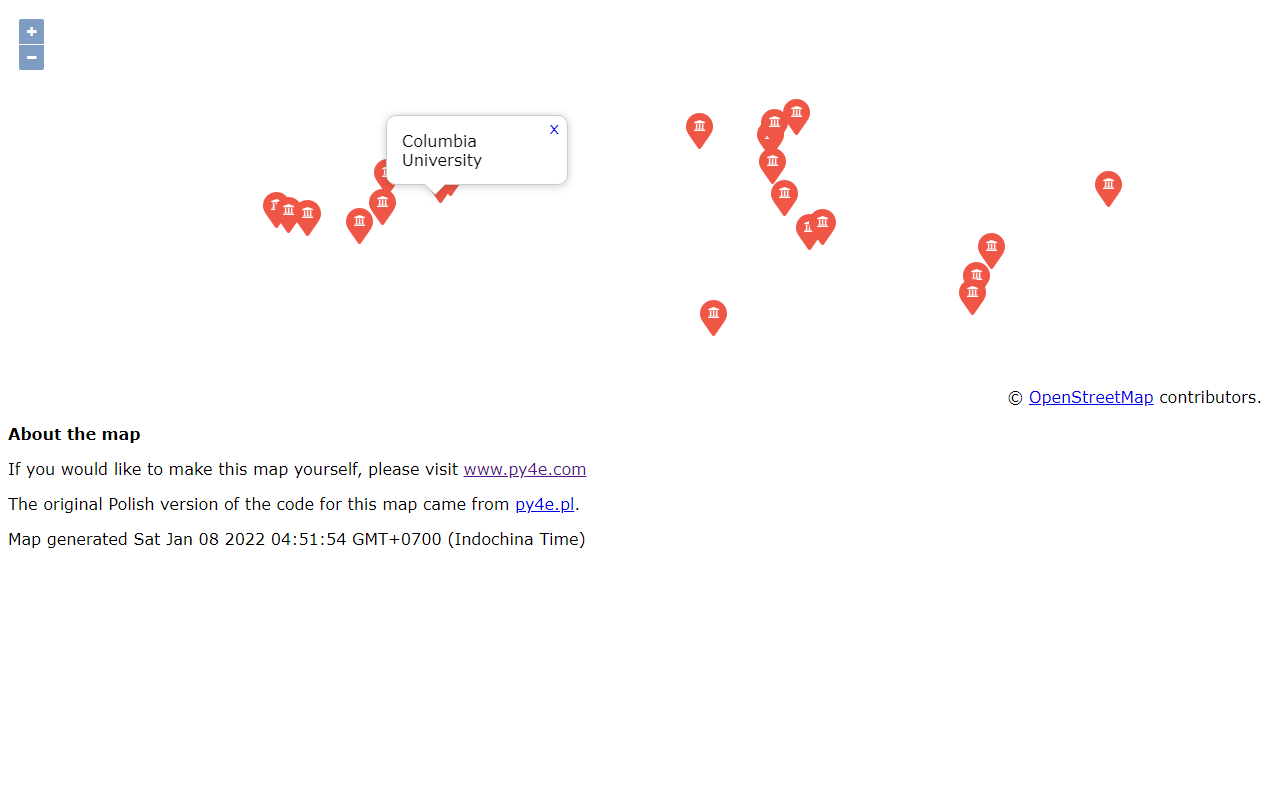 +
−
x
Columbia
University
© OpenStreetMap contributors.
About the map
If you would like to make this map yourself, please visit www.py4e.com
The original Polish version of the code for this map came from py4e.pl.
Map generated Sat Jan 08 2022 04:51:54 GMT+0700 (Indochina Time)